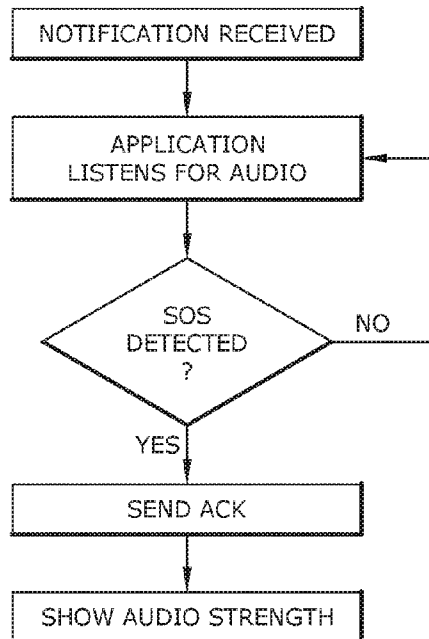 NOTIFICATION RECEIVED
APPLICATION
LISTENS FOR AUDIO
SOS
DETECTED
?
NO
YES
SEND ACK
SHOW AUDIO STRENGTH